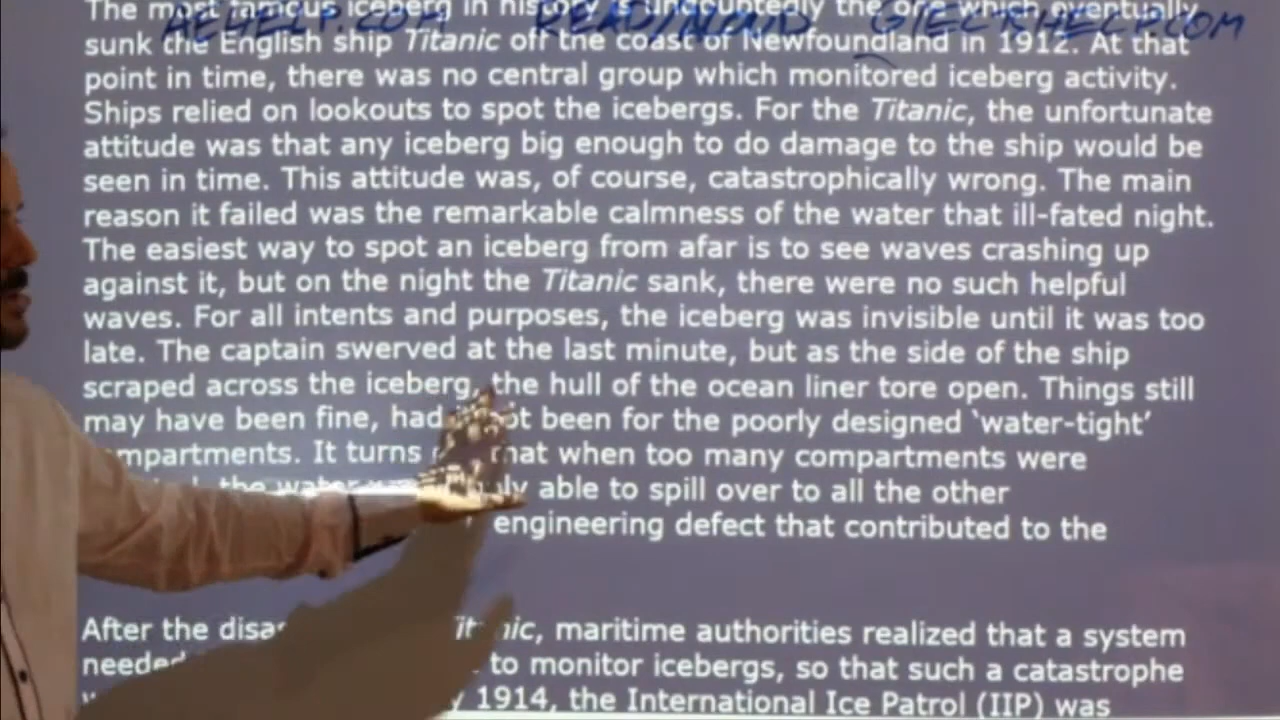 The most famous iceberg in history is undoubtedly the one which eventually
AEHELP.COM READ/ALOUD GIELTSHELP.COM
sunk the English ship Titanic off the coast of Newfoundland in 1912. At that
point in time, there was no central group which monitored iceberg activity.
Ships relied on lookouts to spot the icebergs. For the Titanic, the unfortunate
attitude was that any iceberg big enough to do damage to the ship would be
seen in time. This attitude was, of course, catastrophically wrong. The main
reason it failed was the remarkable calmness of the water that ill-fated night.
The easiest way to spot an iceberg from afar is to see waves crashing up
against it, but on the night the Titanic sank, there were no such helpful
waves. For all intents and purposes, the iceberg was invisible until it was too
late. The captain swerved at the last minute, but as the side of the ship
scraped across the iceberg, the hull of the ocean liner tore open. Things still
may have been fine, had not been for the poorly designed ‘water-tight’
compartments. It turns that when too many compartments were
the water able to spill over to all the other
engineering defect that contributed to the
After the Titanic, maritime authorities realized that a system
needed to monitor icebergs, so that such a catastrophe
1914, the International Ice Patrol (IIP) was